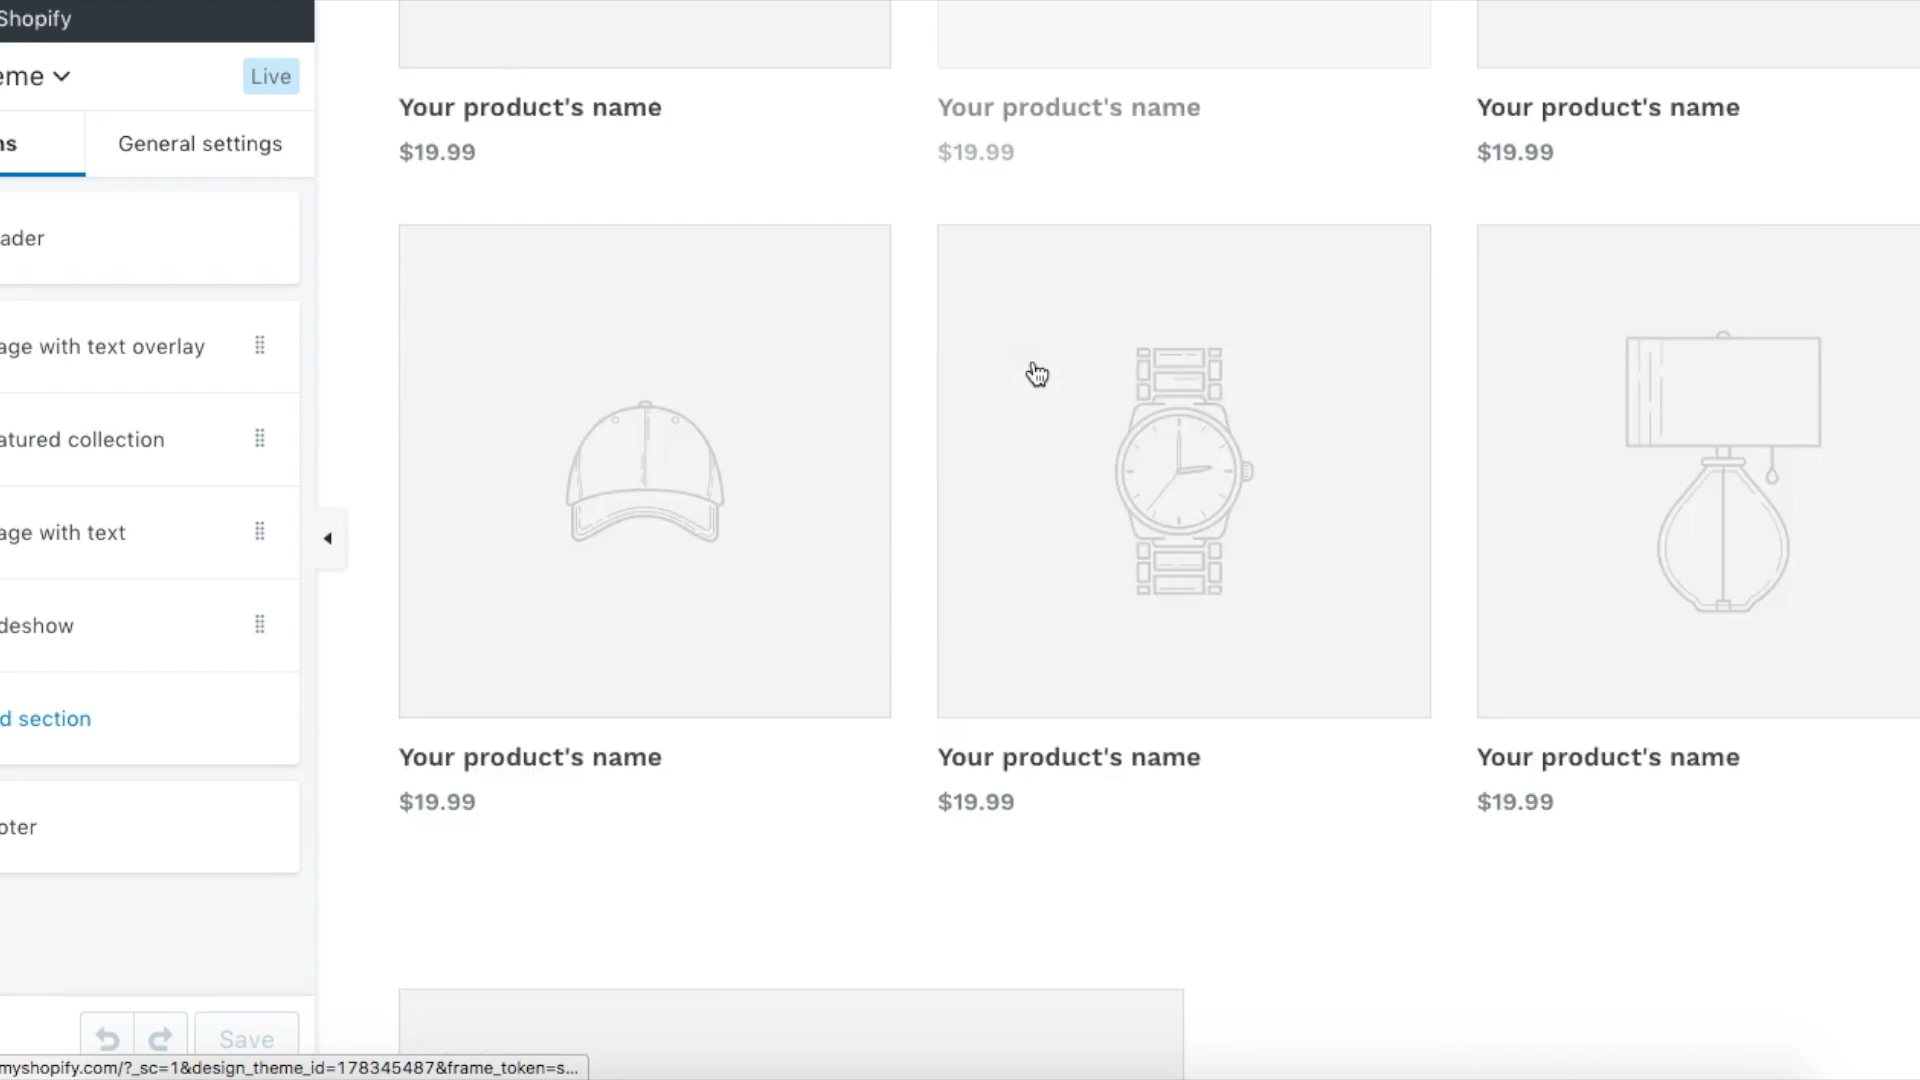 Shopify
eme
Live
ns
General settings
ader
age with text overlay
atured collection
age with text
deshow
d section
oter
Save
myshopify.com/?_sc=1&design_theme_id=178345487&frame_token=s...
Your product's name
$19.99
Your product's name
$19.99
Your product's name
$19.99
Your product's name
$19.99
Your product's name
$19.99
Your product's name
$19.99